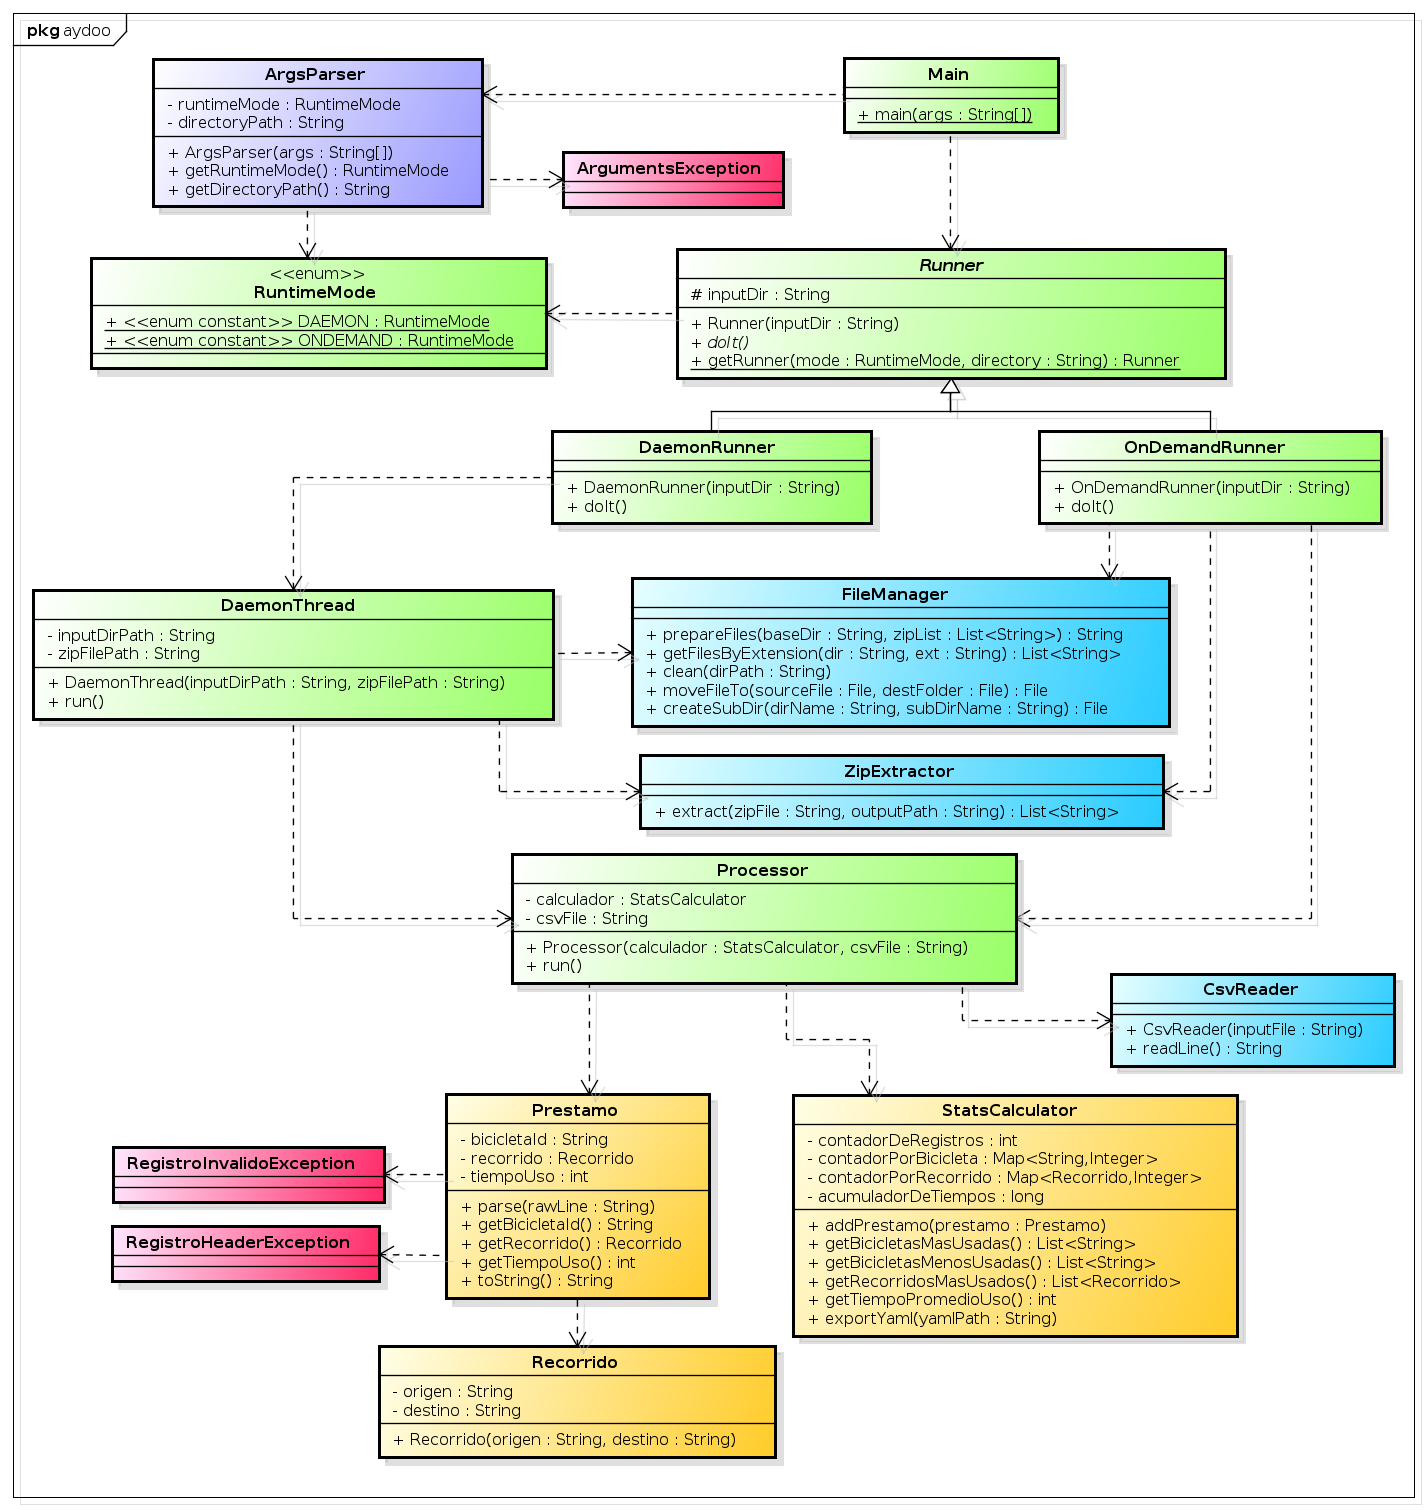 pkg aydoo
ArgsParser
- runtimeMode : RuntimeMode
- directoryPath : String
+ ArgsParser(args : String[])
+ getRuntimeMode() : RuntimeMode
+ getDirectoryPath() : String
Main
+ main(args : String[])
ArgumentsException
<<enum>>
RuntimeMode
+ <<enum constant>> DAEMON : RuntimeMode
+ <<enum constant>> ONDEMAND : RuntimeMode
Runner
# inputDir : String
+ Runner(inputDir : String)
+ doIt()
+ getRunner(mode : RuntimeMode, directory : String) : Runner
DaemonRunner
+ DaemonRunner(inputDir : String)
+ doIt()
OnDemandRunner
+ OnDemandRunner(inputDir : String)
+ doIt()
DaemonThread
- inputDirPath : String
- zipFilePath : String
+ DaemonThread(inputDirPath : String, zipFilePath : String)
+ run()
FileManager
+ prepareFiles(baseDir : String, zipList : List<String>) : String
+ getFilesByExtension(dir : String, ext : String) : List<String>
+ clean(dirPath : String)
+ moveFileTo(sourceFile : File, destFolder : File) : File
+ createSubDir(dirName : String, subDirName : String) : File
ZipExtractor
+ extract(zipFile : String, outputPath : String) : List<String>
Processor
- calculador : StatsCalculator
- csvFile : String
+ Processor(calculador : StatsCalculator, csvFile : String)
+ run()
CsvReader
+ CsvReader(inputFile : String)
+ readLine() : String
Prestamo
- bicicletaId : String
- recorrido : Recorrido
- tiempoUso : int
+ parse(rawLine : String)
+ getBicicletaId() : String
+ getRecorrido() : Recorrido
+ getTiempoUso() : int
+ toString() : String
StatsCalculator
- contadorDeRegistros : int
- contadorPorBicicleta : Map<String,Integer>
- contadorPorRecorrido : Map<Recorrido,Integer>
- acumuladorDeTiempos : long
+ addPrestamo(prestamo : Prestamo)
+ getBicicletasMasUsadas() : List<String>
+ getBicicletasMenosUsadas() : List<String>
+ getRecorridosMasUsados() : List<Recorrido>
+ getTiempoPromedioUso() : int
+ exportYaml(yamlPath : String)
RegistroInvalidoException
RegistroHeaderException
Recorrido
- origen : String
- destino : String
+ Recorrido(origen : String, destino : String)